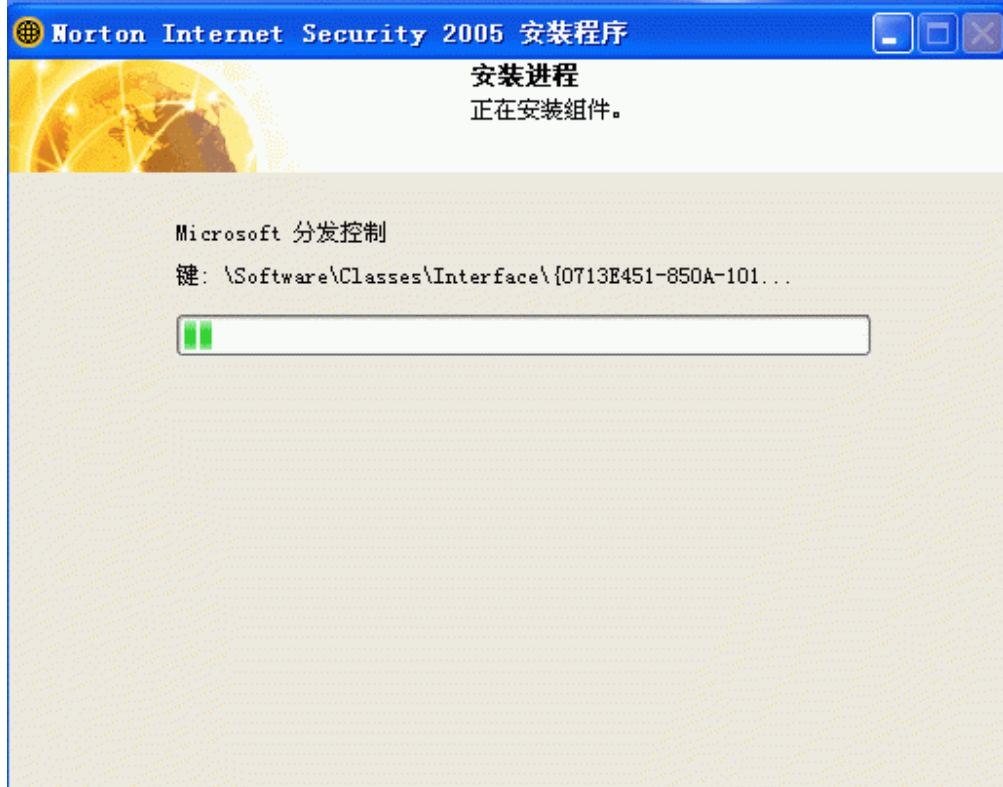 Norton Internet Security 2005 安装程序
安装进程
正在安装组件。
Microsoft 分发控制
键: \Software\Classes\Interface\{0713E451-850A-101...